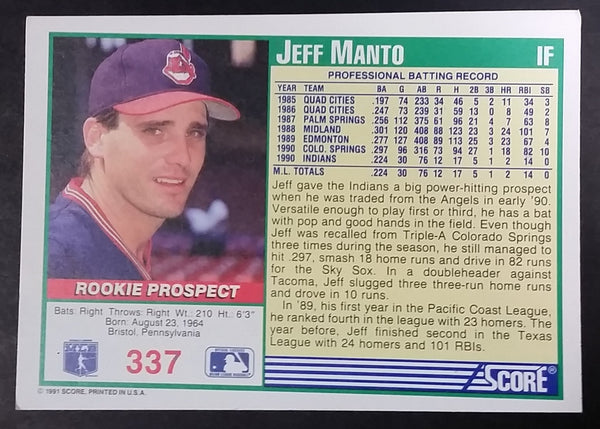 JEFF MANTO IF
PROFESSIONAL BATTING RECORD
YEAR TEAM BA G AB R H 2B 3B HR RBI SB
1985 QUAD CITIES .197 74 233 34 46 5 2 11 34 3
1986 QUAD CITIES .247 73 239 31 59 13 0 8 49 2
1987 PALM SPRINGS .256 112 375 61 96 21 4 7 63 8
1988 MIDLAND .301 120 408 88 123 23 3 24 101 7
1989 EDMONTON .277 127 408 89 113 25 3 23 67 4
1990 COLO. SPRINGS .297 96 316 73 94 27 1 18 82 10
1990 INDIANS .224 30 76 12 17 5 1 2 14 0
M.L. TOTALS .224 30 76 12 17 5 1 2 14 0
Jeff gave the Indians a big power-hitting prospect
when he was traded from the Angels in early '90.
Versatile enough to play first or third, he has a bat
with pop and good hands in the field. Even though
Jeff was recalled from Triple-A Colorado Springs
three times during the season, he still managed to
hit .297, smash 18 home runs and drive in 82 runs
for the Sky Sox. In a doubleheader against
Tacoma, Jeff slugged three three-run home runs
and drove in 10 runs.
In '89, his first year in the Pacific Coast League,
he ranked fourth in the league with 23 homers. The
year before, Jeff finished second in the Texas
League with 24 homers and 101 RBIs.
ROOKIE PROSPECT
Bats: Right Throws: Right Wt.: 210 Ht.: 6'3"
Born: August 23, 1964
Bristol, Pennsylvania
337
SCORE®
© 1991 SCORE, PRINTED IN U.S.A.